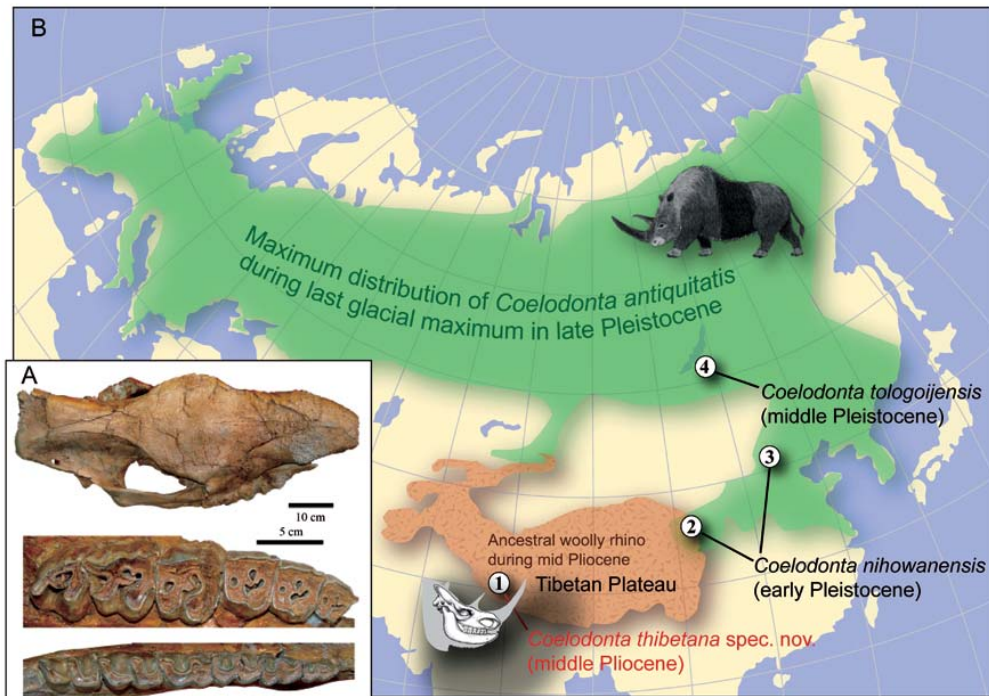 B
Maximum distribution of Coelodonta antiquitatis
during last glacial maximum in late Pleistocene
A
10 cm
5 cm
4
Coelodonta tologoijensis
(middle Pleistocene)
3
2
Coelodonta nihowanensis
(early Pleistocene)
Ancestral woolly rhino
during mid Pliocene
1
Tibetan Plateau
Coelodonta thibetana spec. nov.
(middle Pliocene)